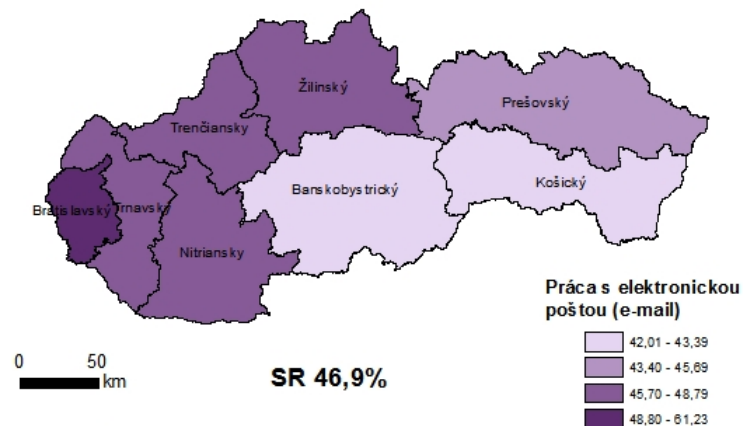 Žilinský
Prešovský
Trenčiansky
Košický
Banskobystrický
Bratislavský
Trnavský
Nitriansky
Práca s elektronickou
poštou (e-mail)
42,01 - 43,39
43,40 - 45,69
45,70 - 48,79
48,80 - 61,23
0 50
km
SR 46,9%